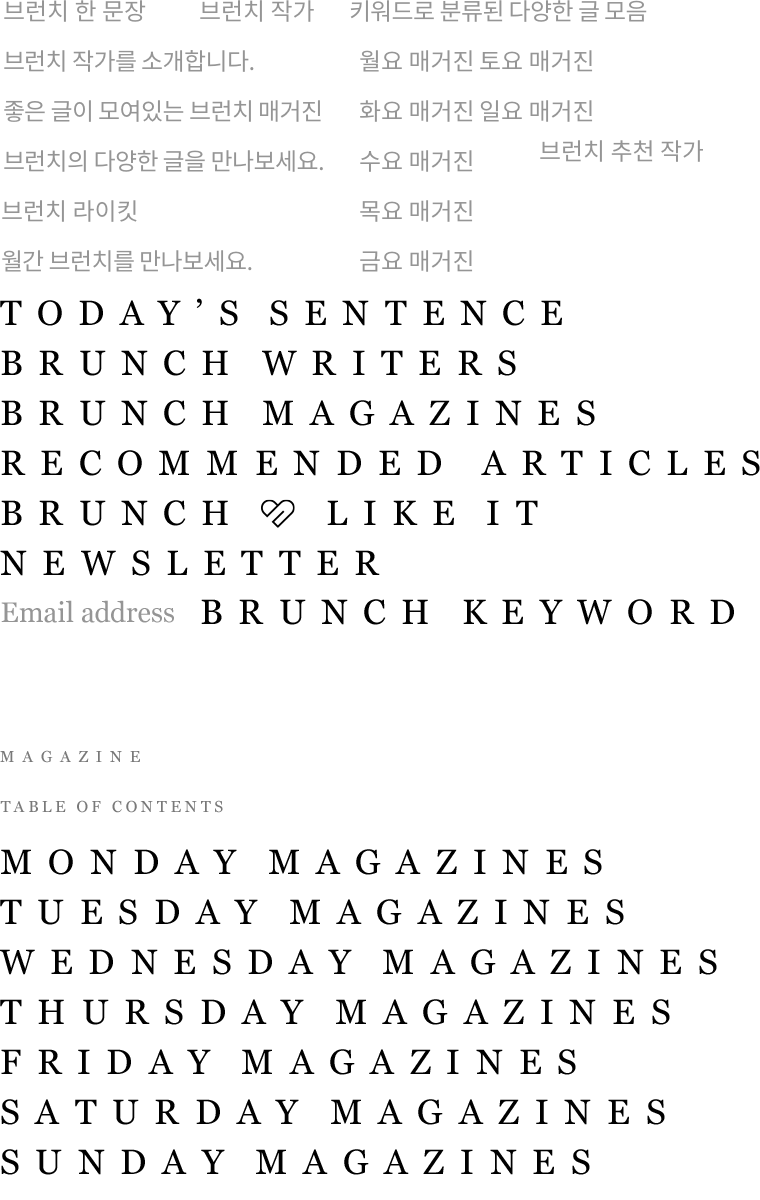 브런치 한 문장 브런치 작가 키워드로 분류된 다양한 글 모음
브런치 작가를 소개합니다. 월요 매거진 토요 매거진
좋은 글이 모여있는 브런치 매거진 화요 매거진 일요 매거진
브런치의 다양한 글을 만나보세요. 수요 매거진 브런치 추천 작가
브런치 라이킷 목요 매거진
월간 브런치를 만나보세요. 금요 매거진
TODAY’S SENTENCE
BRUNCH WRITERS
BRUNCH MAGAZINES
RECOMMENDED ARTICLES
BRUNCH LIKE IT
NEWSLETTER
Email address BRUNCH KEYWORD
MAGAZINE
TABLE OF CONTENTS
MONDAY MAGAZINES
TUESDAY MAGAZINES
WEDNESDAY MAGAZINES
THURSDAY MAGAZINES
FRIDAY MAGAZINES
SATURDAY MAGAZINES
SUNDAY MAGAZINES